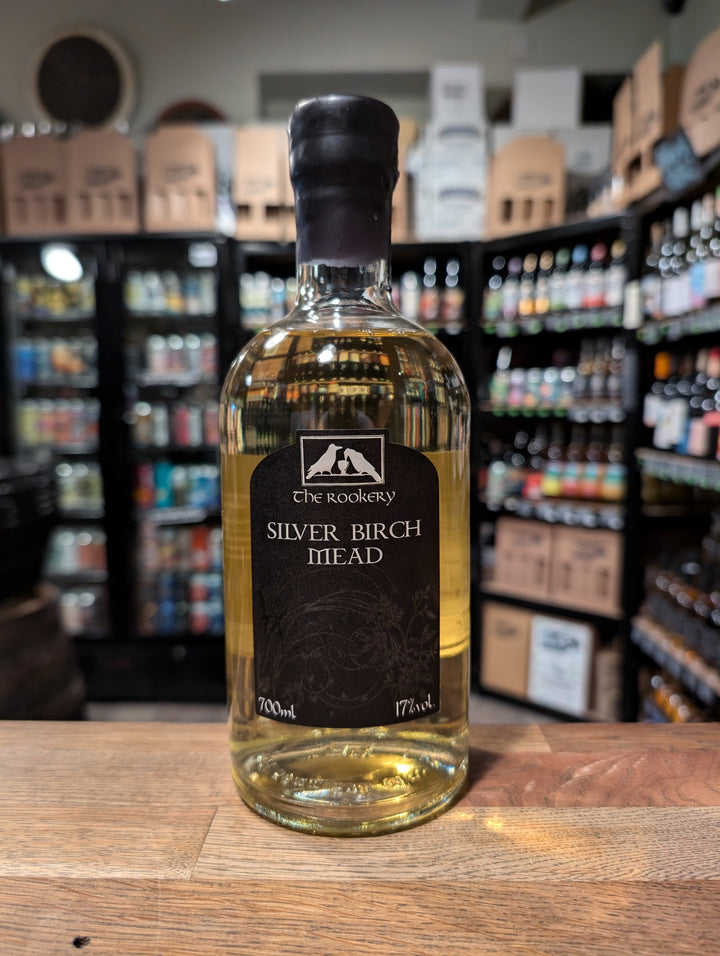 The Rookery
Silver Birch
Mead
700ml 17%vol.